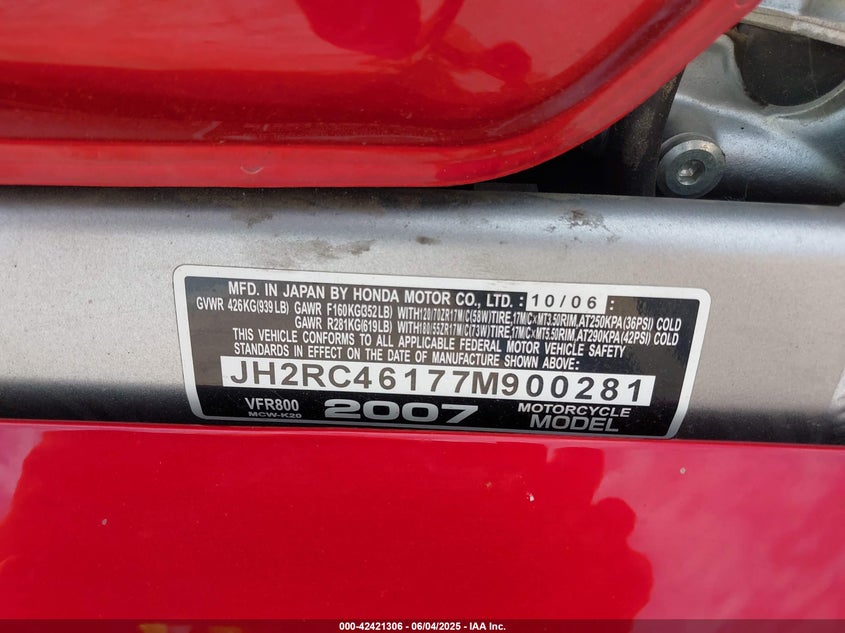 MFD. IN JAPAN BY HONDA MOTOR CO., LTD. : 10/06 :
GVWR 426KG(939LB) GAWR F160KG(352LB) WITH120/70ZR17M/C(58W)TIRE,17M/C×MT3.50RIM,AT250KPA(36PSI) COLD
GAWR R281KG(619LB)WITH180/55ZR17M/C(73W)TIRE,17M/C×MT5.50RIM,AT290KPA(42PSI) COLD
THIS VEHICLE CONFORMS TO ALL APPLICABLE FEDERAL MOTOR VEHICLE SAFETY
STANDARDS IN EFFECT ON THE DATE OF MANUFACTURE SHOWN ABOVE.
JH2RC46177M900281
VFR800 2007 MOTORCYCLE
MCW-K20 MODEL
000-42421306 - 06/04/2025 - IAA Inc.